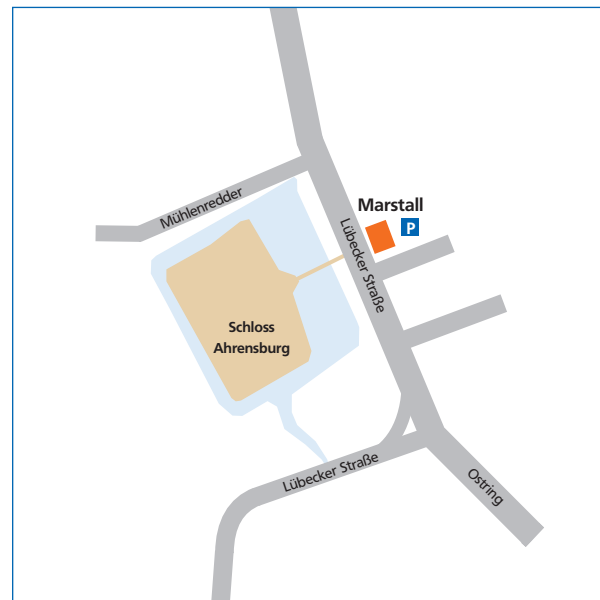 Mühlenredder
Marstall
P
Lübecker Straße
Schloss
Ahrensburg
Lübecker Straße
Ostring